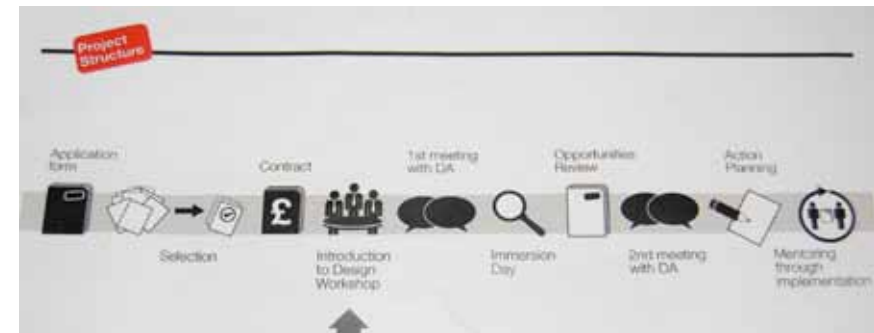 Project
Structure
Application
form
Contract
1st meeting
with DA
Opportunities
Review
Action
Planning
£
Selection
Introduction
to Design
Workshop
Immersion
Day
2nd meeting
with DA
Mentoring
through
implementation